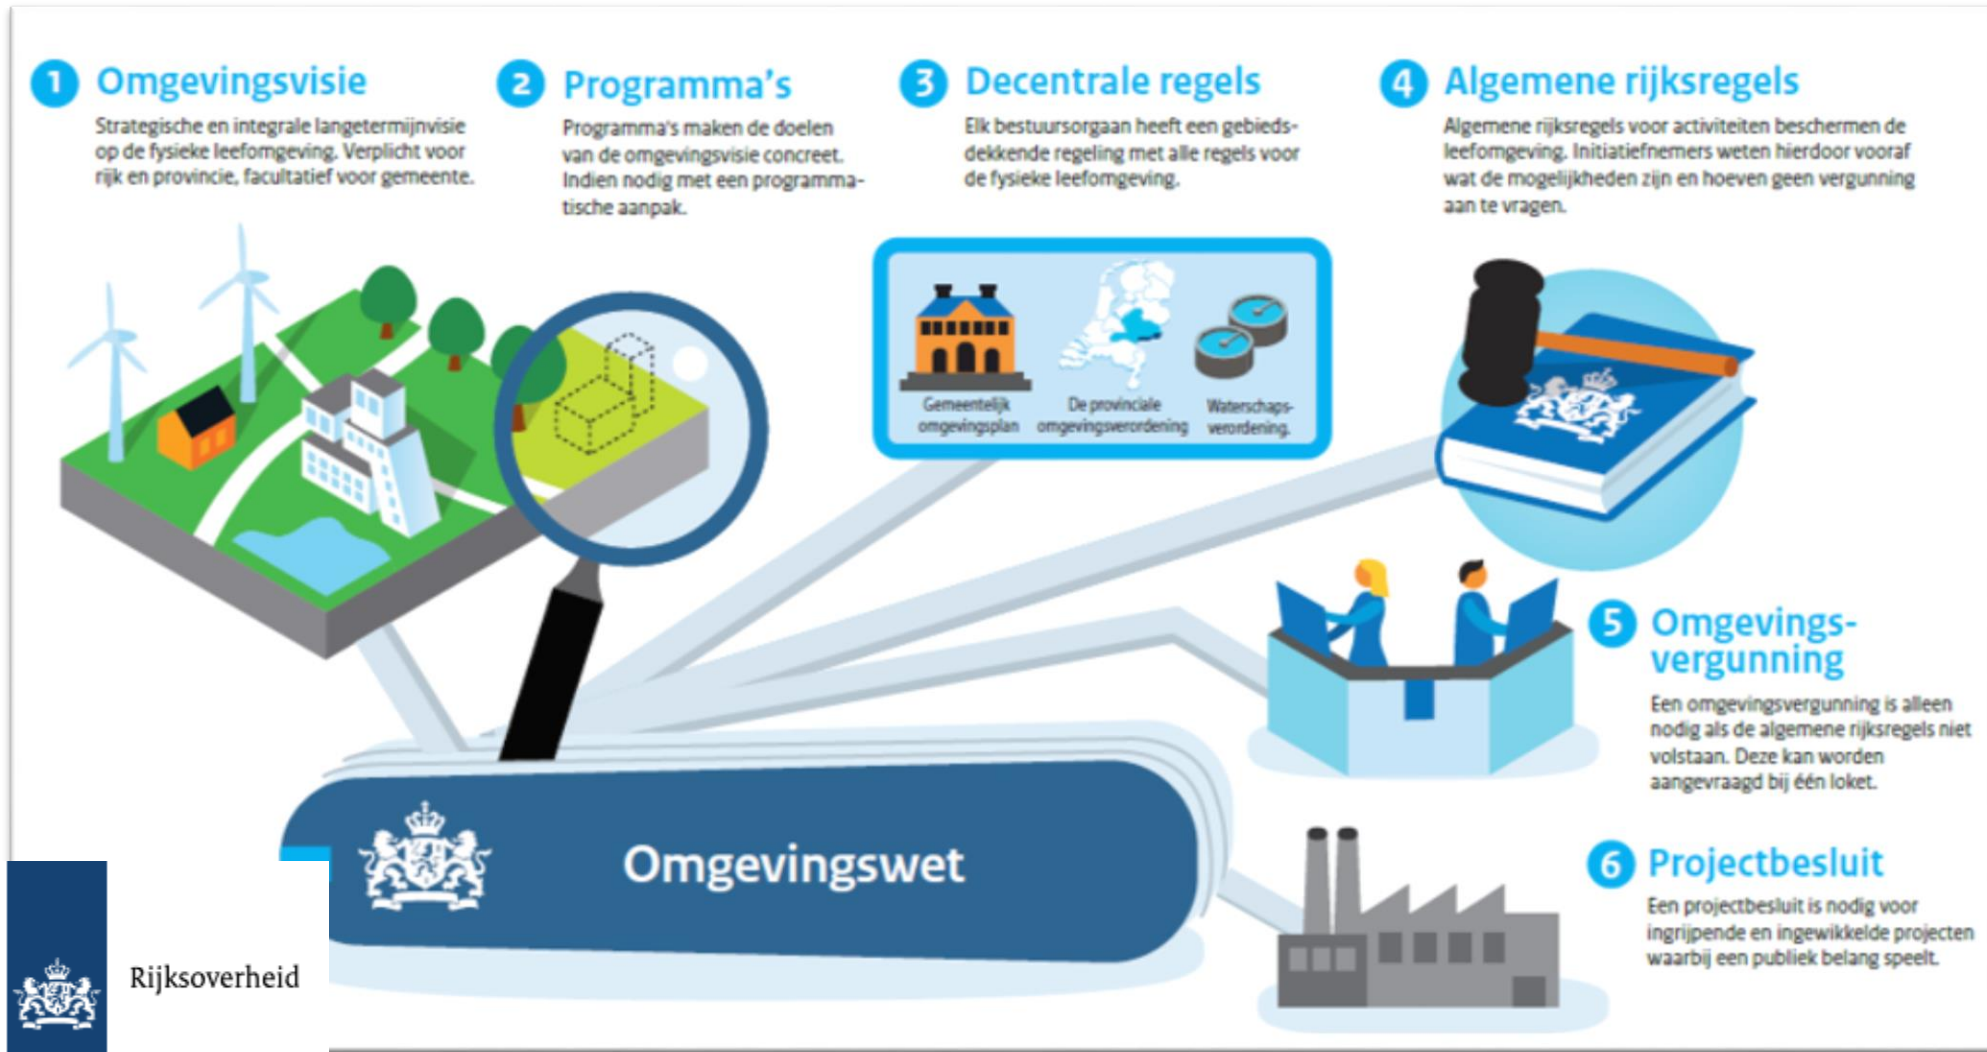 1 Omgevingsvisie
Strategische en integrale langetermijnvisie
op de fysieke leefomgeving. Verplicht voor
rijk en provincie, facultatief voor gemeente.
2 Programma's
Programma's maken de doelen
van de omgevingsvisie concreet.
Indien nodig met een programma-
tische aanpak.
3 Decentrale regels
Elk bestuursorgaan heeft een gebieds-
dekkende regeling met alle regels voor
de fysieke leefomgeving.
4 Algemene rijksregels
Algemene rijksregels voor activiteiten beschermen de
leefomgeving. Initiatiefnemers weten hierdoor vooraf
wat de mogelijkheden zijn en hoeven geen vergunning
aan te vragen.
Gemeentelijk
omgevingsplan
De provinciale
omgevingsverordening
Waterschaps-
verordening.
5 Omgevings-
vergunning
Een omgevingsvergunning is alleen
nodig als de algemene rijksregels niet
volstaan. Deze kan worden
aangevraagd bij één loket.
6 Projectbesluit
Een projectbesluit is nodig voor
ingrijpende en ingewikkelde projecten
waarbij een publiek belang speelt.
Omgevingswet
Rijksoverheid